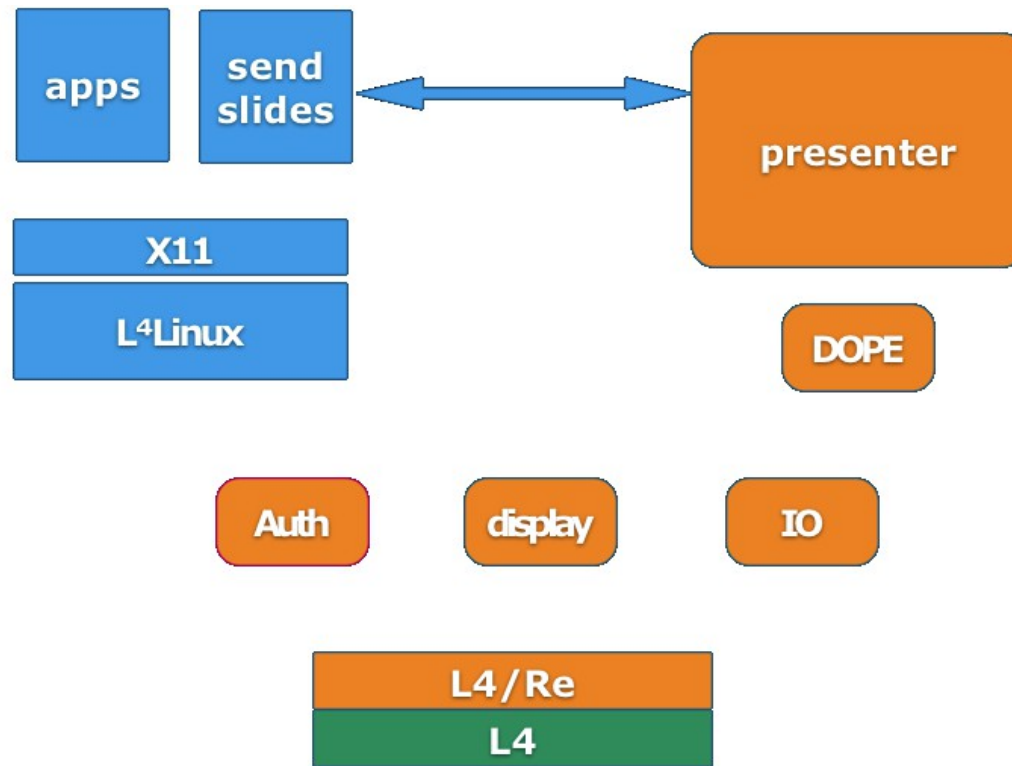 apps
send
slides
presenter
X11
L⁴Linux
DOPE
Auth
display
IO
L4/Re
L4